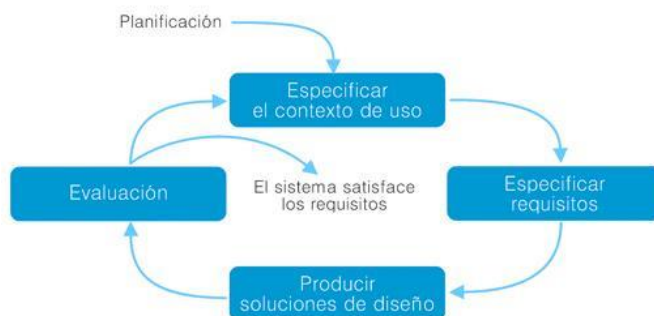 Planificación
Especificar
el contexto de uso
Evaluación
El sistema satisface
los requisitos
Especificar
requisitos
Producir
soluciones de diseño